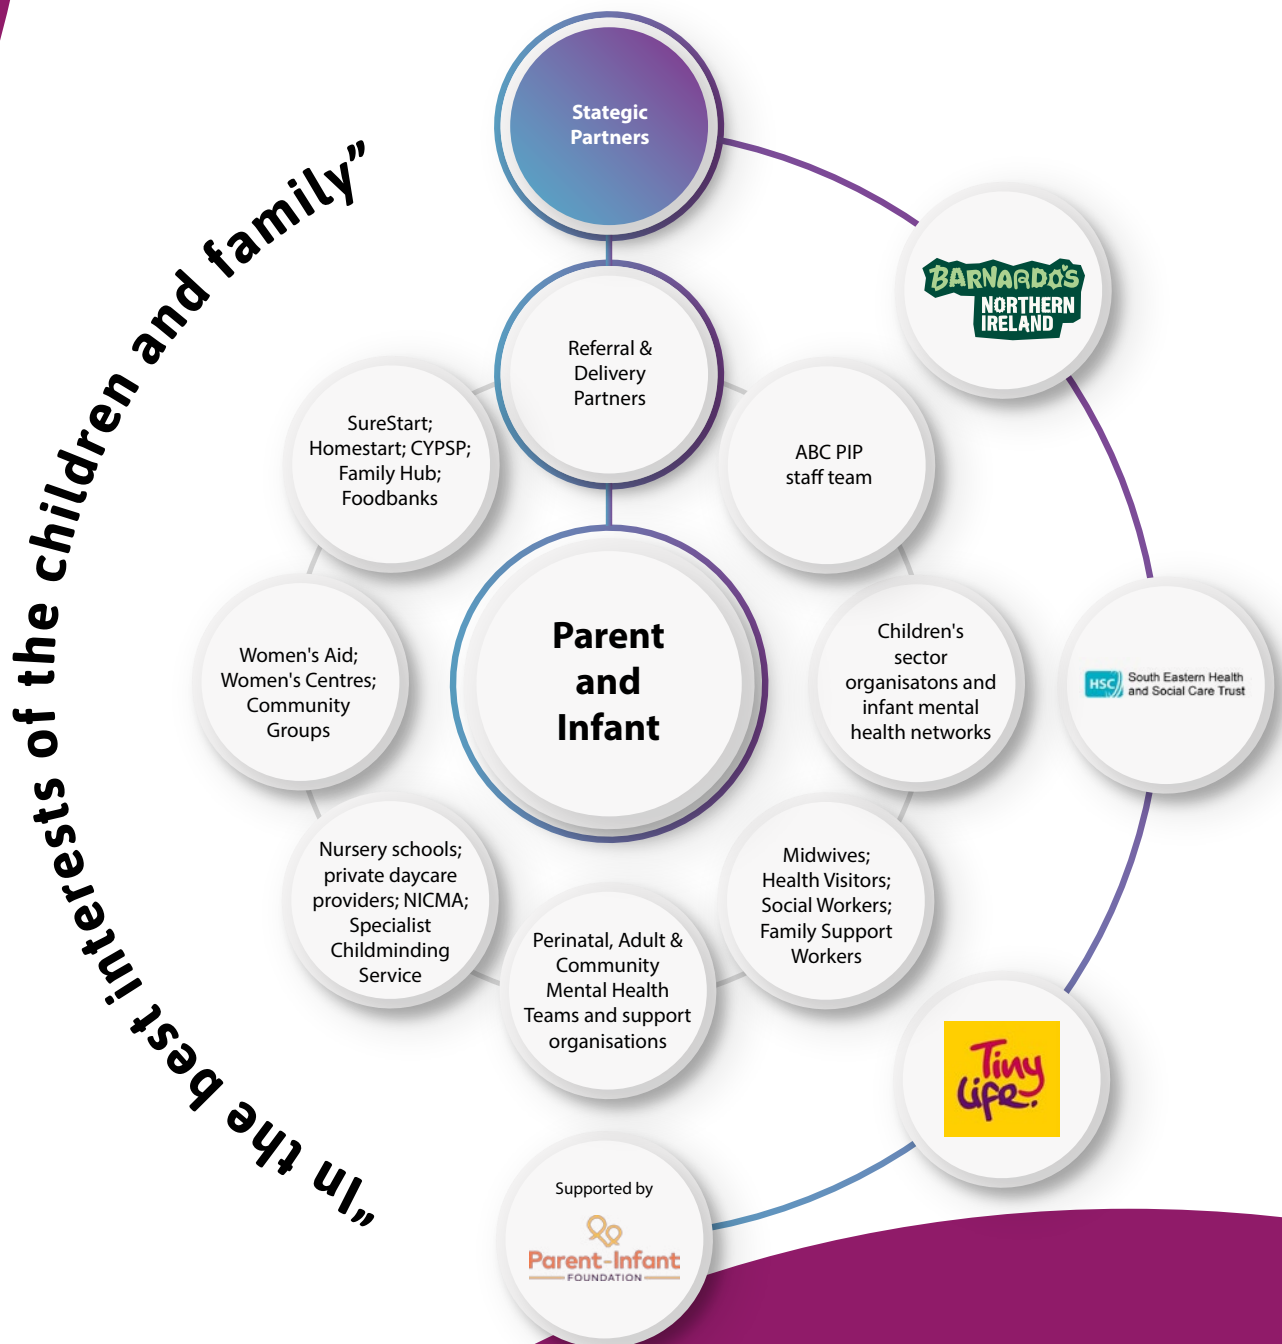 Stategic
Partners
BARNARDO'S
NORTHERN
IRELAND
Referral &
Delivery
Partners
SureStart;
Homestart; CYPSP;
Family Hub;
Foodbanks
ABC PIP
staff team
Parent
and
Infant
Women's Aid;
Women's Centres;
Community
Groups
Children's
sector
organisatons and
infant mental
health networks
HSC
South Eastern Health
and Social Care Trust
Nursery schools;
private daycare
providers; NICMA;
Specialist
Childminding
Service
Midwives;
Health Visitors;
Social Workers;
Family Support
Workers
Perinatal, Adult &
Community
Mental Health
Teams and support
organisations
Tiny
Life.
Supported by
Parent-Infant
FOUNDATION
"In the best interests of the children and family"